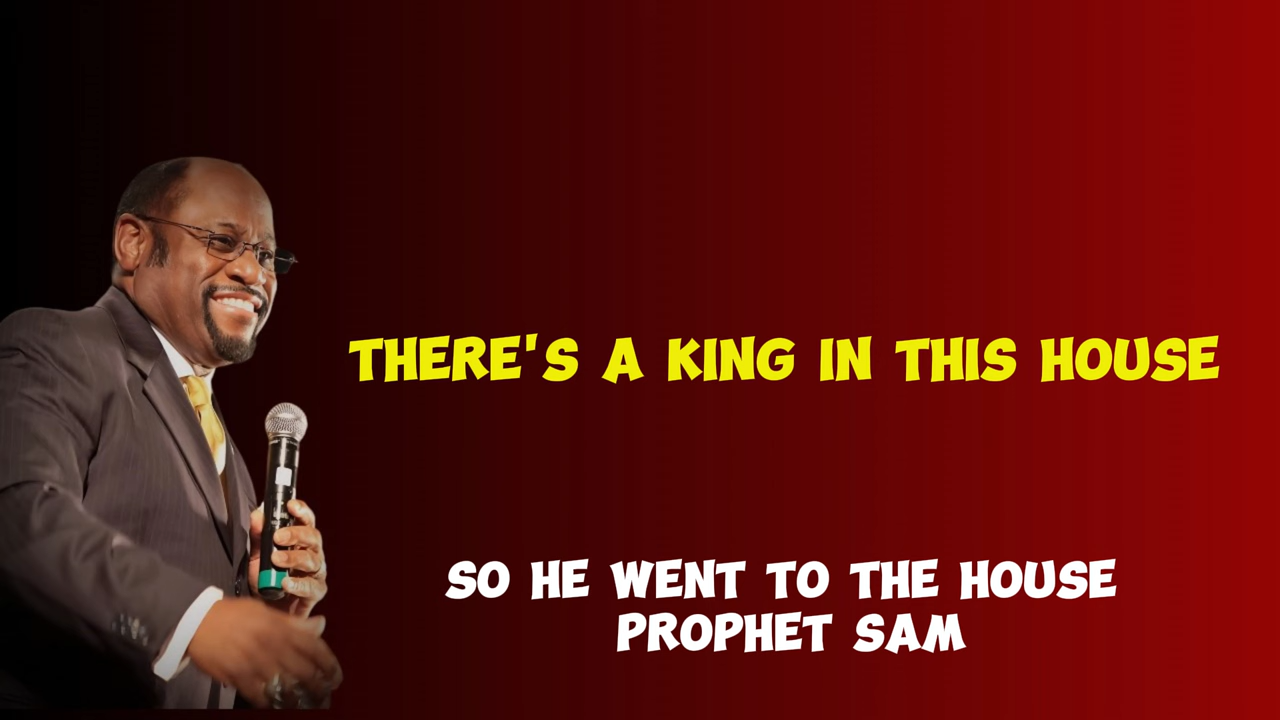 THERE'S A KING IN THIS HOUSE
SO HE WENT TO THE HOUSE
PROPHET SAM